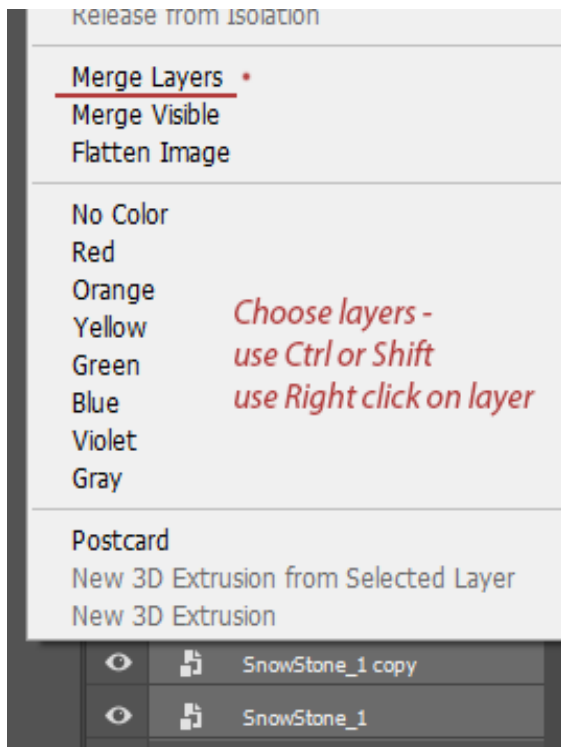 Release from Isolation
Merge Layers
Merge Visible
Flatten Image
No Color
Red
Orange
Yellow
Green
Blue
Violet
Gray
Choose layers -
use Ctrl or Shift
use Right click on layer
Postcard
New 3D Extrusion from Selected Layer
New 3D Extrusion
SnowStone_1 copy
SnowStone_1